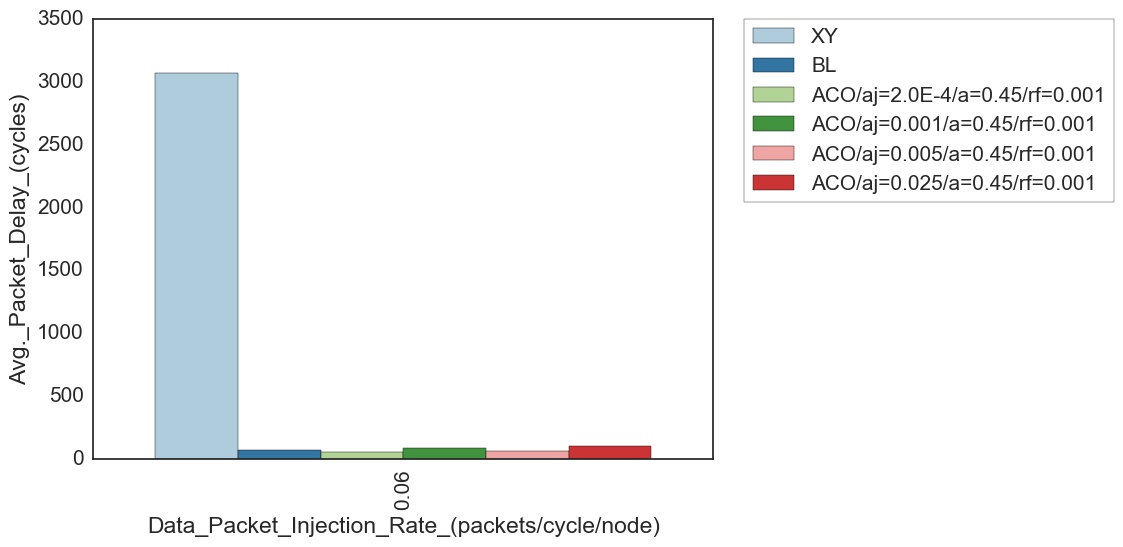 3500
3000
2500
2000
1500
1000
500
0
Avg._Packet_Delay_(cycles)
0.06
Data_Packet_Injection_Rate_(packets/cycle/node)
XY
BL
ACO/aj=2.0E-4/a=0.45/rf=0.001
ACO/aj=0.001/a=0.45/rf=0.001
ACO/aj=0.005/a=0.45/rf=0.001
ACO/aj=0.025/a=0.45/rf=0.001